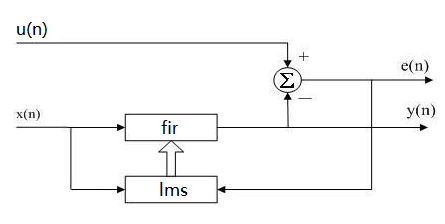 u(n)
+
e(n)
Σ
−
y(n)
x(n)
fir
lms